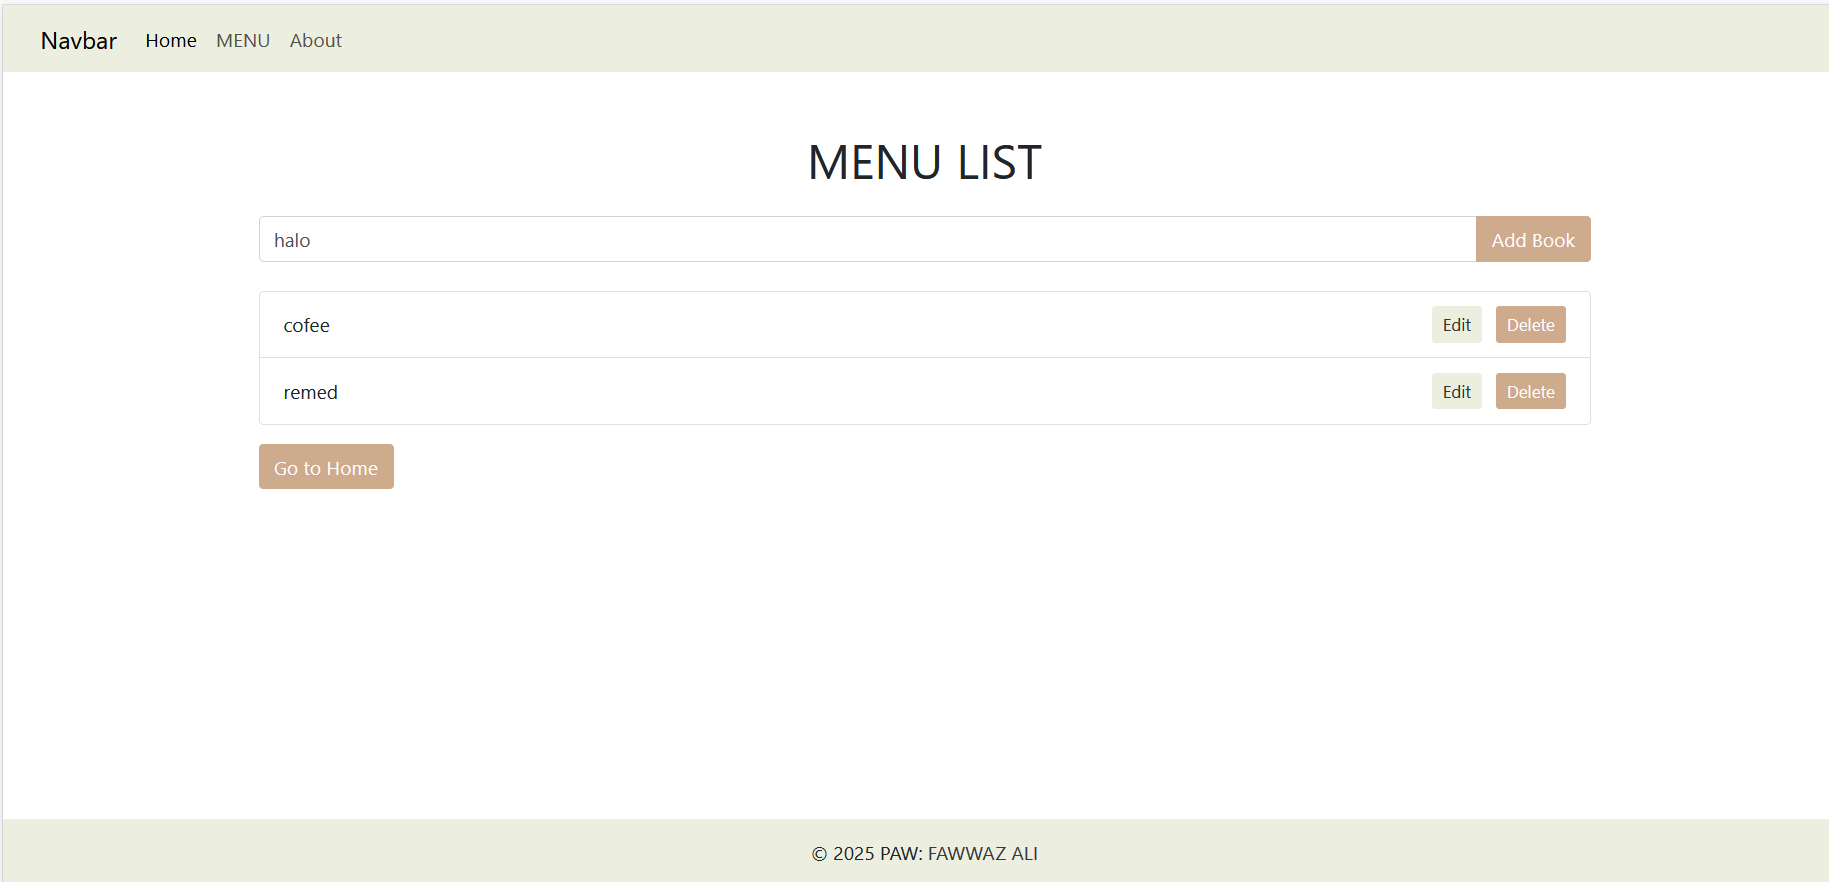 Navbar Home MENU About
MENU LIST
halo Add Book
cofee Edit Delete
remed Edit Delete
Go to Home
© 2025 PAW: FAWWAZ ALI